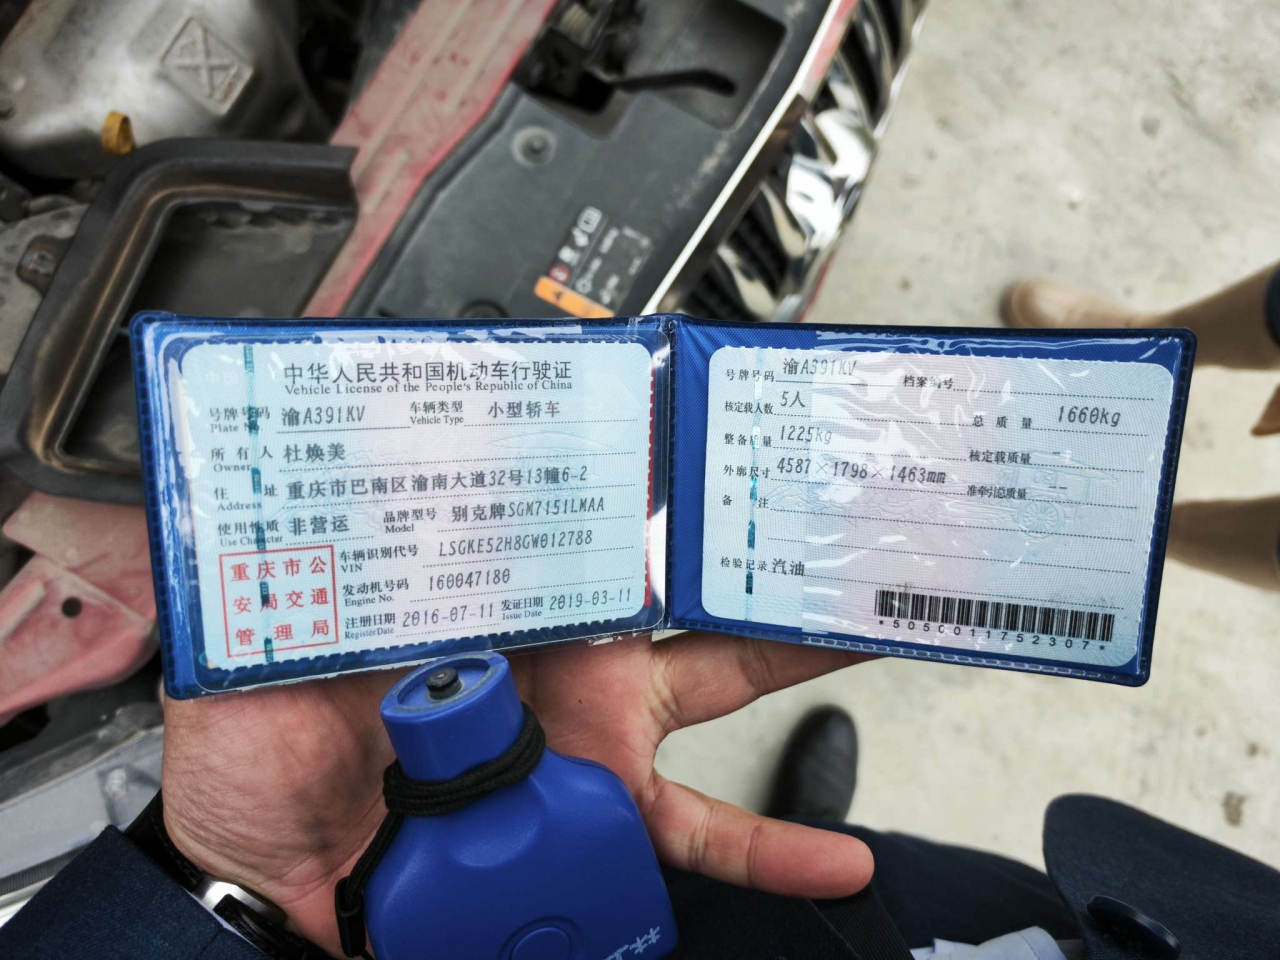 中华人民共和国机动车行驶证
Vehicle License of the People's Republic of China
号牌号码 渝A391KV 车辆类型 小型轿车
Plate No. Vehicle Type
所有人 杜焕美
Owner
住址 重庆市巴南区渝南大道32号13幢6-2
Address
使用性质 非营运 品牌型号 别克牌SGM7151LMAA
Use Character Model
重庆市公
安局交通
管理局
车辆识别代号 LSGKE52H8GW012788
VIN
发动机号码 160047180
Engine No.
注册日期 2016-07-11 发证日期 2019-03-11
Register Date Issue Date
号牌号码 渝A391KV 档案编号
核定载人数 5人 总质量 1660kg
整备质量 1225kg 核定载质量 --
外廓尺寸 4587×1798×1463mm 准牵引总质量 --
备注
检验记录 汽油
*5050011752307*